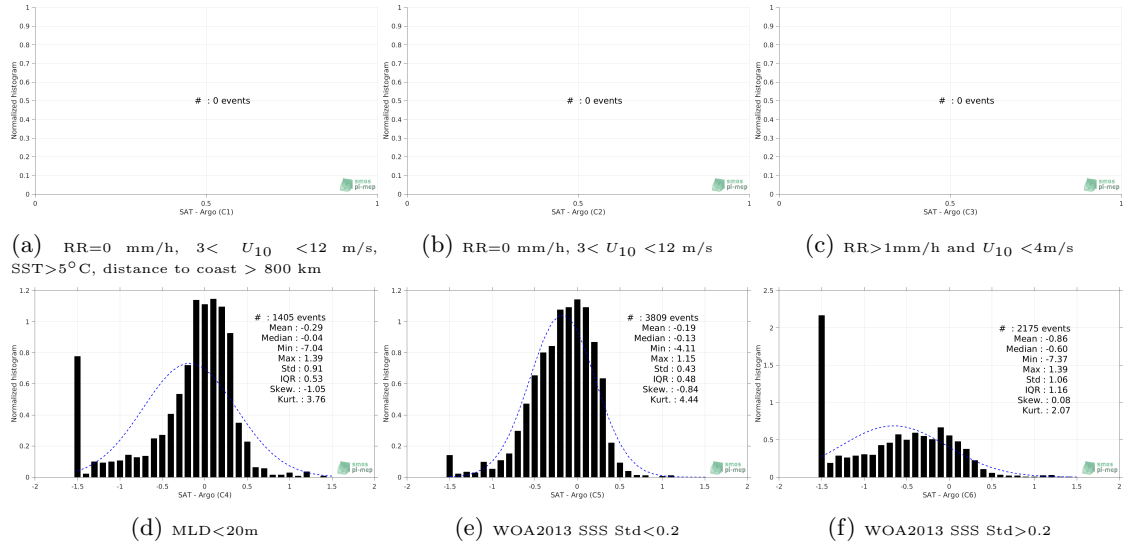 1
0.9
0.8
0.7
0.6
0.5
0.4
0.3
0.2
0.1
0
Normalized histogram
# : 0 events
smos
pi-mep
0 0.5 1
SAT - Argo (C1)
1
0.9
0.8
0.7
0.6
0.5
0.4
0.3
0.2
0.1
0
Normalized histogram
# : 0 events
smos
pi-mep
0 0.5 1
SAT - Argo (C2)
1
0.9
0.8
0.7
0.6
0.5
0.4
0.3
0.2
0.1
0
Normalized histogram
# : 0 events
smos
pi-mep
0 0.5 1
SAT - Argo (C3)
(a) RR=0 mm/h, 3< U10 <12 m/s,
SST>5°C, distance to coast > 800 km
(b) RR=0 mm/h, 3< U10 <12 m/s
(c) RR>1mm/h and U10 <4m/s
1.2
1
0.8
0.6
0.4
0.2
0
Normalized histogram
# : 1405 events
Mean : -0.29
Median : -0.04
Min : -7.04
Max : 1.39
Std : 0.91
IQR : 0.53
Skew. : -1.05
Kurt. : 3.76
smos
pi-mep
-2 -1.5 -1 -0.5 0 0.5 1 1.5 2
SAT - Argo (C4)
1.2
1
0.8
0.6
0.4
0.2
0
Normalized histogram
# : 3809 events
Mean : -0.19
Median : -0.13
Min : -4.11
Max : 1.15
Std : 0.43
IQR : 0.48
Skew. : -0.84
Kurt. : 4.44
smos
pi-mep
-2 -1.5 -1 -0.5 0 0.5 1 1.5 2
SAT - Argo (C5)
2.5
2
1.5
1
0.5
0
Normalized histogram
# : 2175 events
Mean : -0.86
Median : -0.60
Min : -7.37
Max : 1.39
Std : 1.06
IQR : 1.16
Skew. : 0.08
Kurt. : 2.07
smos
pi-mep
-2 -1.5 -1 -0.5 0 0.5 1 1.5 2
SAT - Argo (C6)
(d) MLD<20m
(e) WOA2013 SSS Std<0.2
(f) WOA2013 SSS Std>0.2